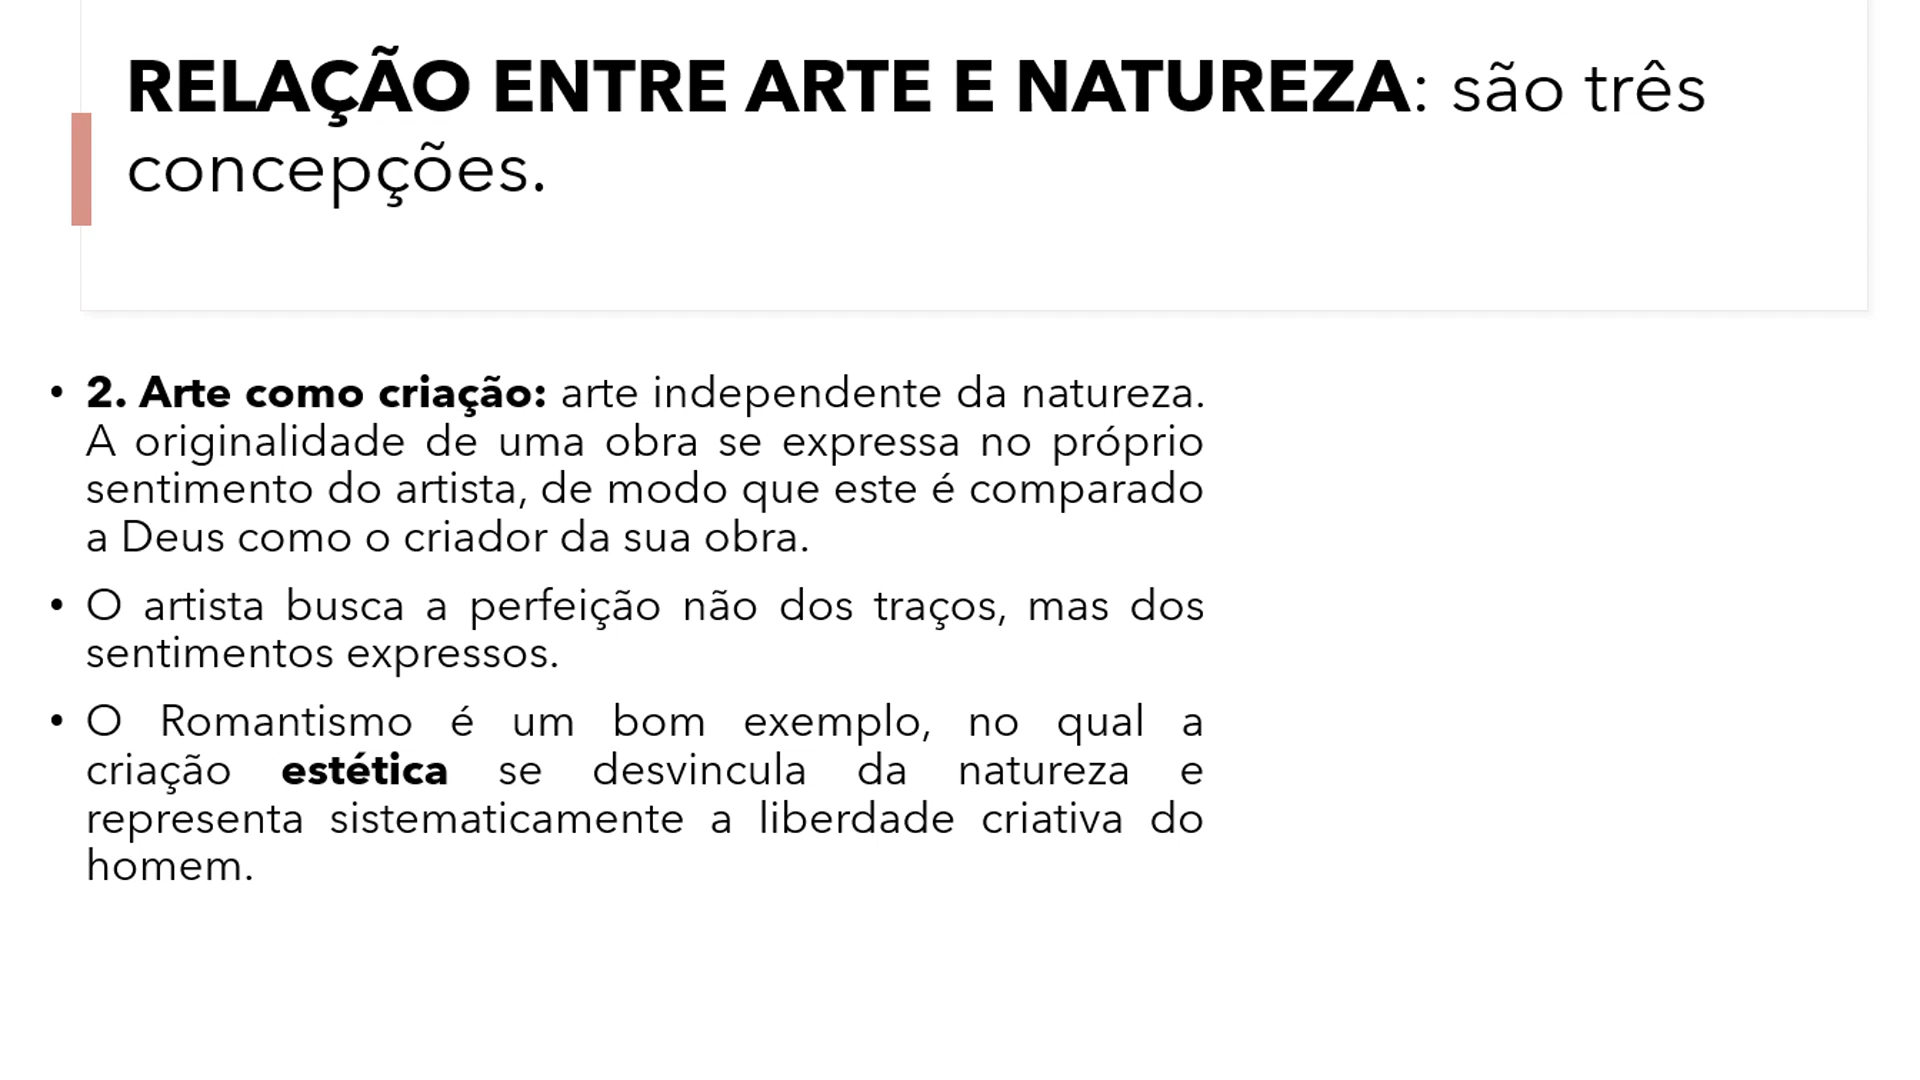 RELAÇÃO ENTRE ARTE E NATUREZA: são três
concepções.
• 2. Arte como criação: arte independente da natureza.
A originalidade de uma obra se expressa no próprio
sentimento do artista, de modo que este é comparado
a Deus como o criador da sua obra.
• O artista busca a perfeição não dos traços, mas dos
sentimentos expressos.
• O Romantismo é um bom exemplo, no qual a
criação estética se desvincula da natureza e
representa sistematicamente a liberdade criativa do
homem.